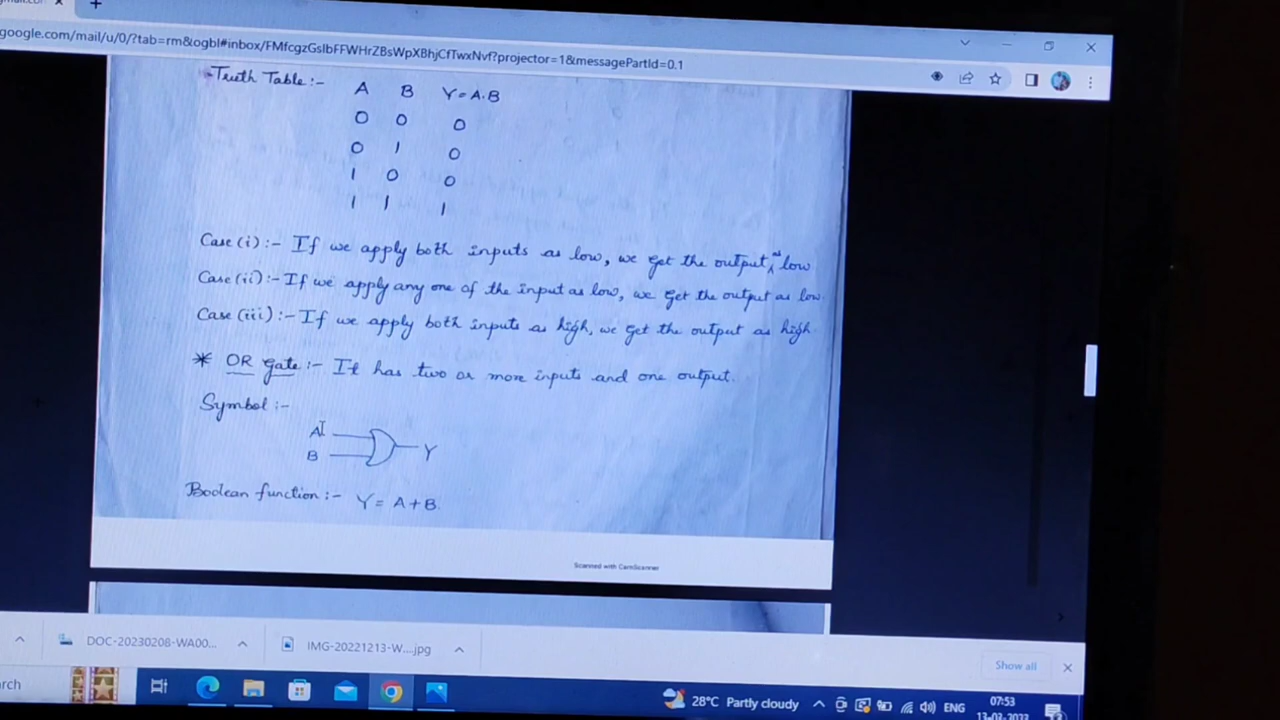 google.com/mail/u/0/?tab=rm&ogbl#inbox/FMfcgzGslbFFWHrZBsWpXBhjCfTwxNvf?projector=1&messagePartId=0.1
Truth Table :- A B Y = A.B
0 0 0
0 1 0
1 0 0
1 1 1
Case (i) :- If we apply both inputs as low, we get the output as low
Case (ii) :- If we apply any one of the input as low, we get the output as low.
Case (iii) :- If we apply both inputs as high, we get the output as high.
* OR Gate :- It has two or more inputs and one output.
Symbol :-
A
B Y
Boolean function :- Y = A + B
Scanned with CamScanner
DOC-20230208-WA00...
IMG-20221213-W....jpg
Show all
28°C Partly cloudy
ENG
07:53